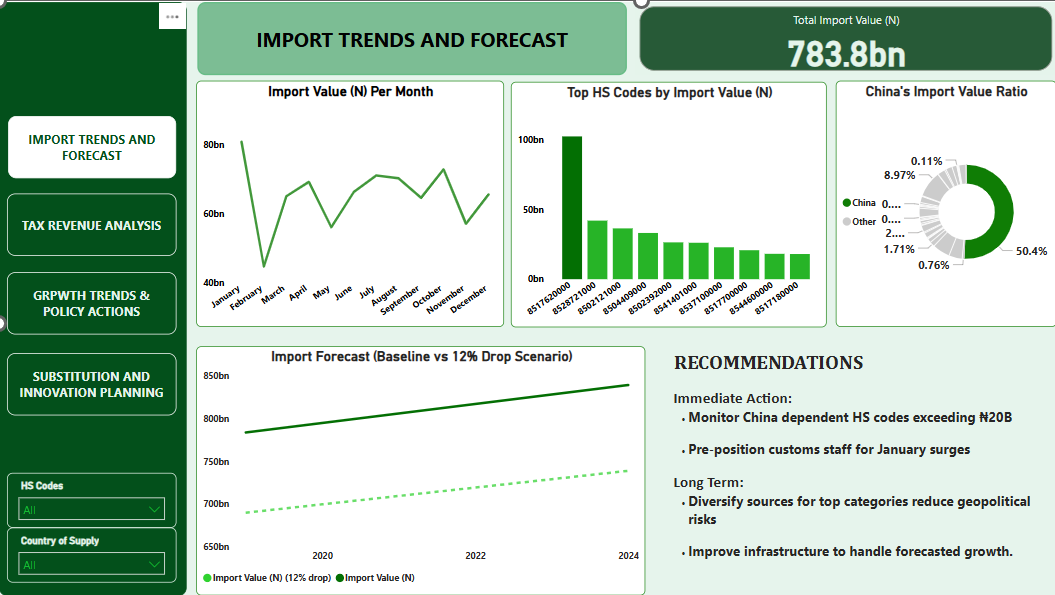 ...
IMPORT TRENDS AND
FORECAST
TAX REVENUE ANALYSIS
GRPWTH TRENDS &
POLICY ACTIONS
SUBSTITUTION AND
INNOVATION PLANNING
HS Codes
All
Country of Supply
All
IMPORT TRENDS AND FORECAST
Total Import Value (N)
783.8bn
Import Value (N) Per Month
80bn
60bn
40bn
January
February
March
April
May
June
July
August
September
October
November
December
Top HS Codes by Import Value (N)
100bn
50bn
0bn
8517620000
8528721000
8502121000
8504409000
8502392000
8541401000
8537100000
8517700000
8544600000
8517180000
China's Import Value Ratio
China
Other
0.11%
8.97%
0....
0....
2....
1.71%
0.76%
50.4%
Import Forecast (Baseline vs 12% Drop Scenario)
850bn
800bn
750bn
700bn
650bn
2020
2022
2024
Import Value (N) (12% drop)
Import Value (N)
RECOMMENDATIONS
Immediate Action:
• Monitor China dependent HS codes exceeding ₦20B
• Pre-position customs staff for January surges
Long Term:
• Diversify sources for top categories reduce geopolitical
risks
• Improve infrastructure to handle forecasted growth.